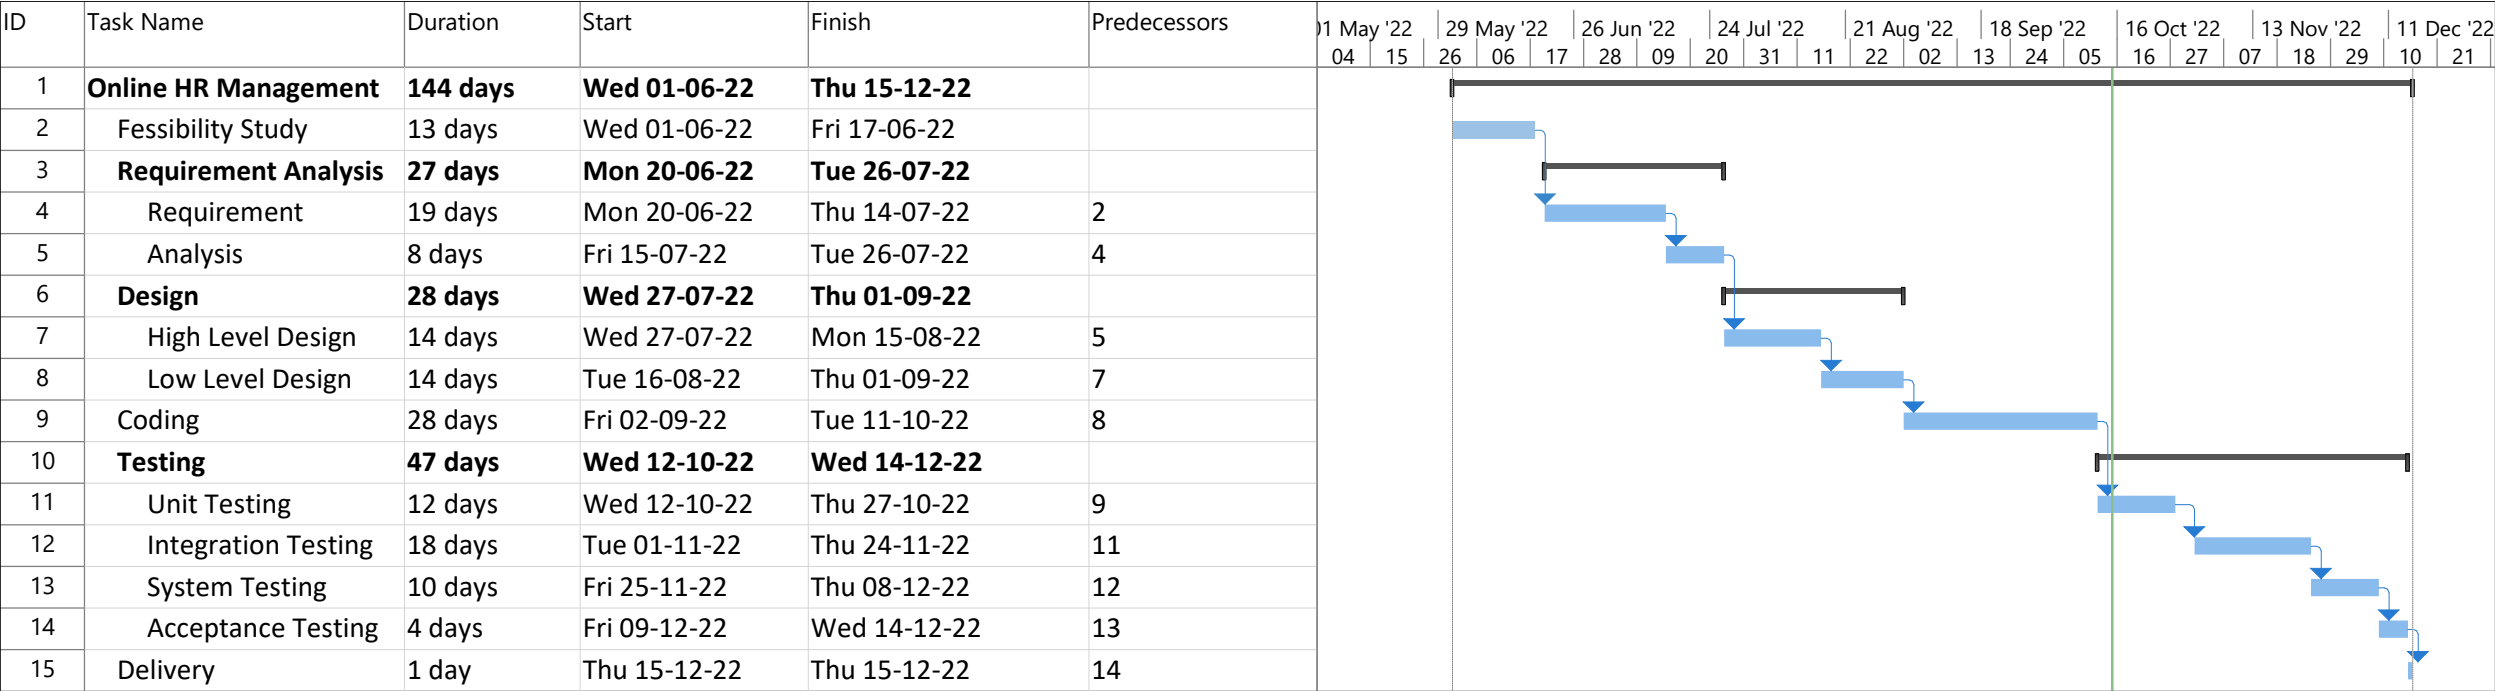 ID Task Name Duration Start Finish Predecessors
01 May '22 29 May '22 26 Jun '22 24 Jul '22 21 Aug '22 18 Sep '22 16 Oct '22 13 Nov '22 11 Dec '22
04 15 26 06 17 28 09 20 31 11 22 02 13 24 05 16 27 07 18 29 10 21
1 Online HR Management 144 days Wed 01-06-22 Thu 15-12-22
2 Fessibility Study 13 days Wed 01-06-22 Fri 17-06-22
3 Requirement Analysis 27 days Mon 20-06-22 Tue 26-07-22
4 Requirement 19 days Mon 20-06-22 Thu 14-07-22 2
5 Analysis 8 days Fri 15-07-22 Tue 26-07-22 4
6 Design 28 days Wed 27-07-22 Thu 01-09-22
7 High Level Design 14 days Wed 27-07-22 Mon 15-08-22 5
8 Low Level Design 14 days Tue 16-08-22 Thu 01-09-22 7
9 Coding 28 days Fri 02-09-22 Tue 11-10-22 8
10 Testing 47 days Wed 12-10-22 Wed 14-12-22
11 Unit Testing 12 days Wed 12-10-22 Thu 27-10-22 9
12 Integration Testing 18 days Tue 01-11-22 Thu 24-11-22 11
13 System Testing 10 days Fri 25-11-22 Thu 08-12-22 12
14 Acceptance Testing 4 days Fri 09-12-22 Wed 14-12-22 13
15 Delivery 1 day Thu 15-12-22 Thu 15-12-22 14